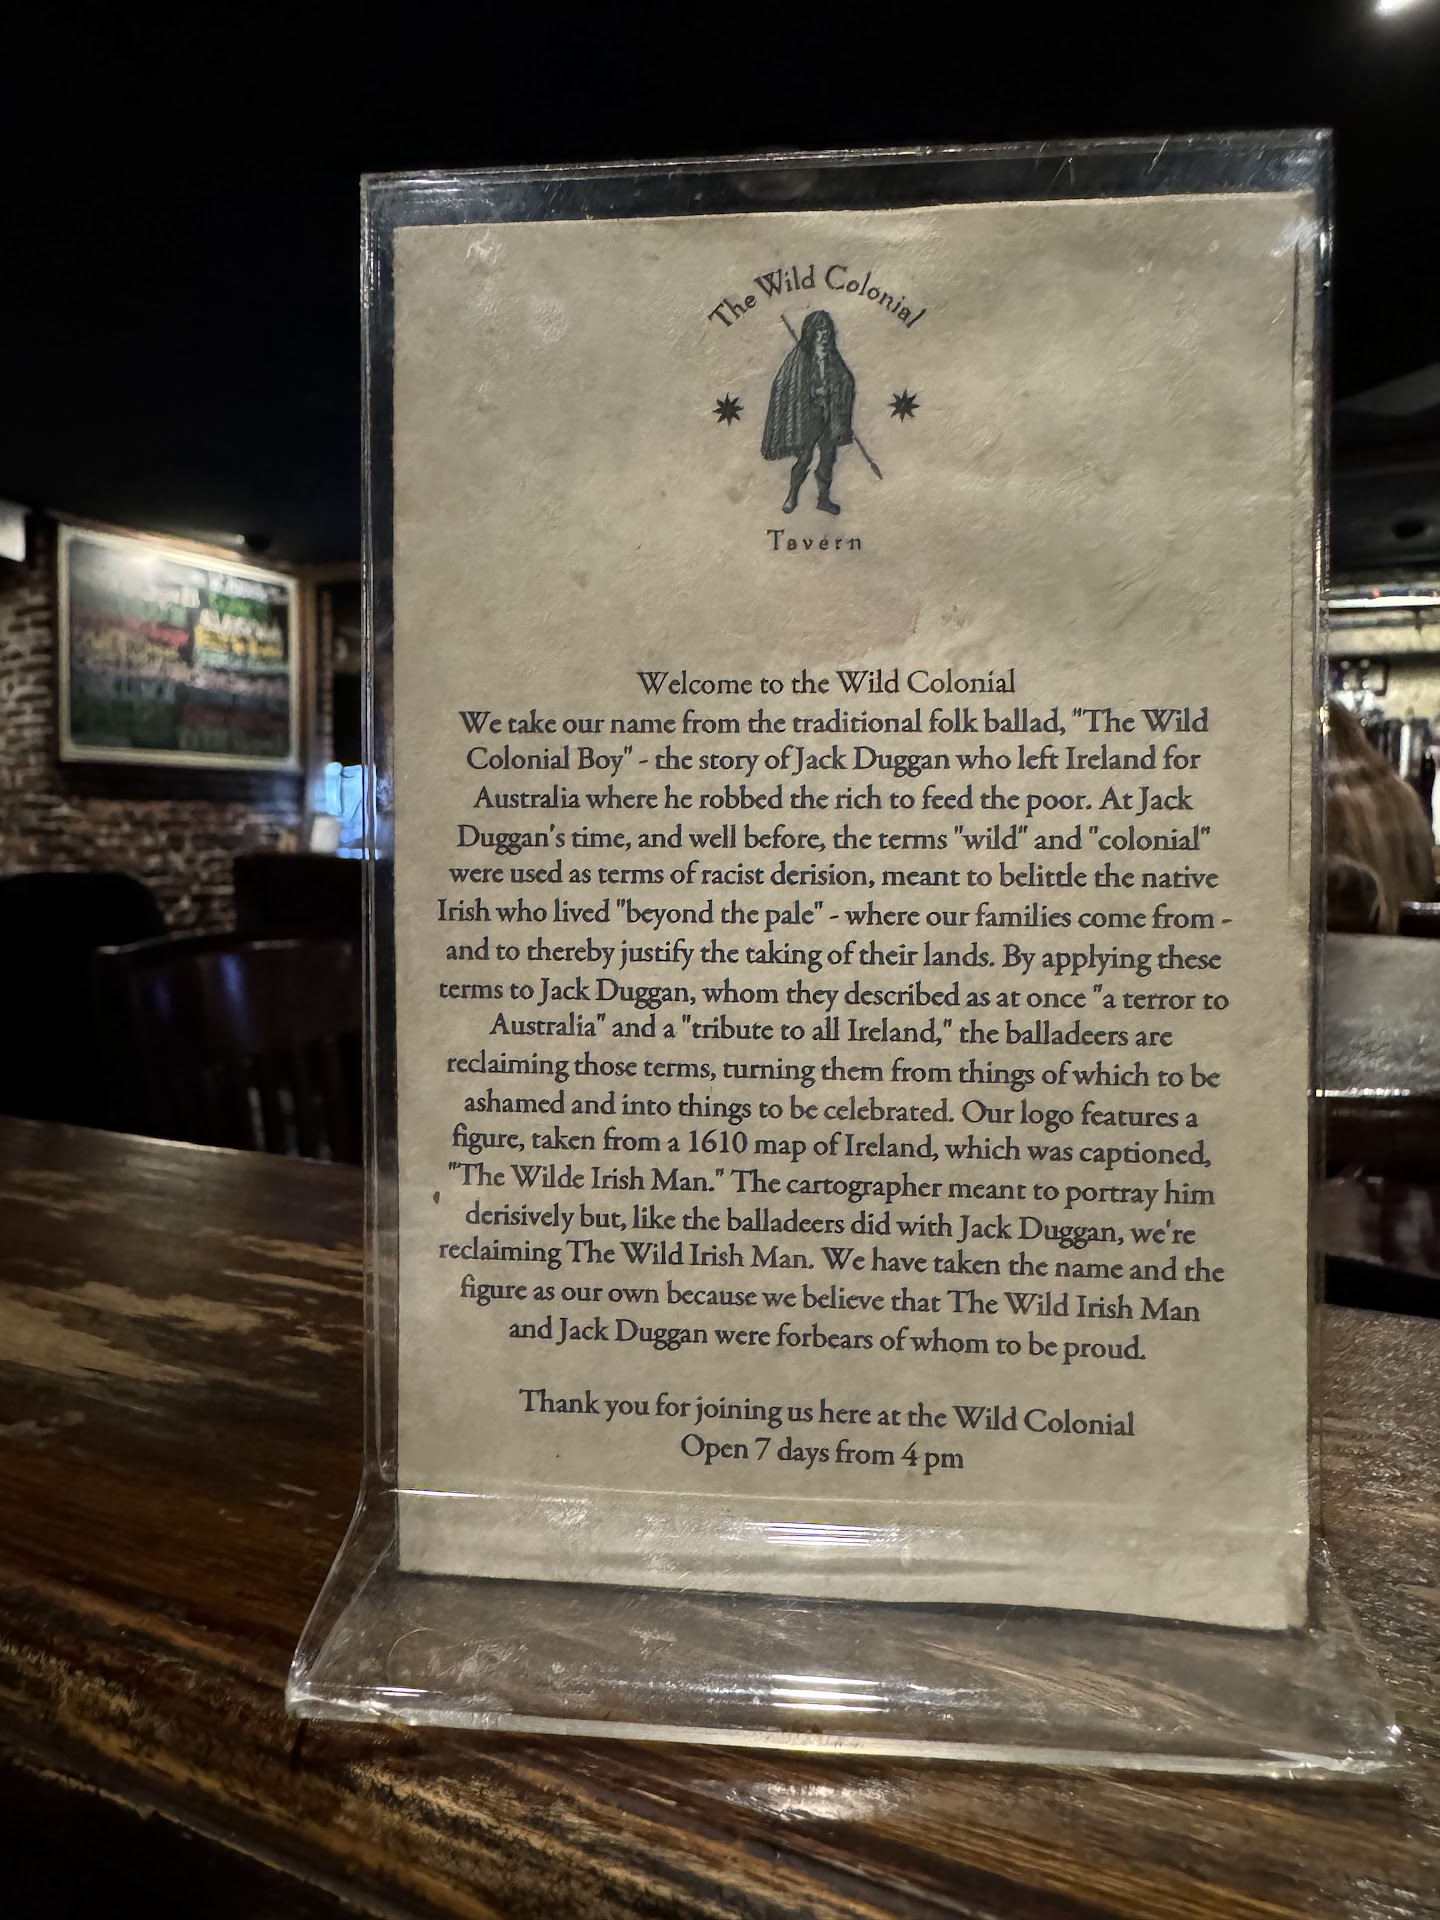 The Wild Colonial
Tavern
Welcome to the Wild Colonial
We take our name from the traditional folk ballad, "The Wild
Colonial Boy" - the story of Jack Duggan who left Ireland for
Australia where he robbed the rich to feed the poor. At Jack
Duggan's time, and well before, the terms "wild" and "colonial"
were used as terms of racist derision, meant to belittle the native
Irish who lived "beyond the pale" - where our families come from -
and to thereby justify the taking of their lands. By applying these
terms to Jack Duggan, whom they described as at once "a terror to
Australia" and a "tribute to all Ireland," the balladeers are
reclaiming those terms, turning them from things of which to be
ashamed and into things to be celebrated. Our logo features a
figure, taken from a 1610 map of Ireland, which was captioned,
"The Wilde Irish Man." The cartographer meant to portray him
derisively but, like the balladeers did with Jack Duggan, we're
reclaiming The Wild Irish Man. We have taken the name and the
figure as our own because we believe that The Wild Irish Man
and Jack Duggan were forbears of whom to be proud.
Thank you for joining us here at the Wild Colonial
Open 7 days from 4 pm